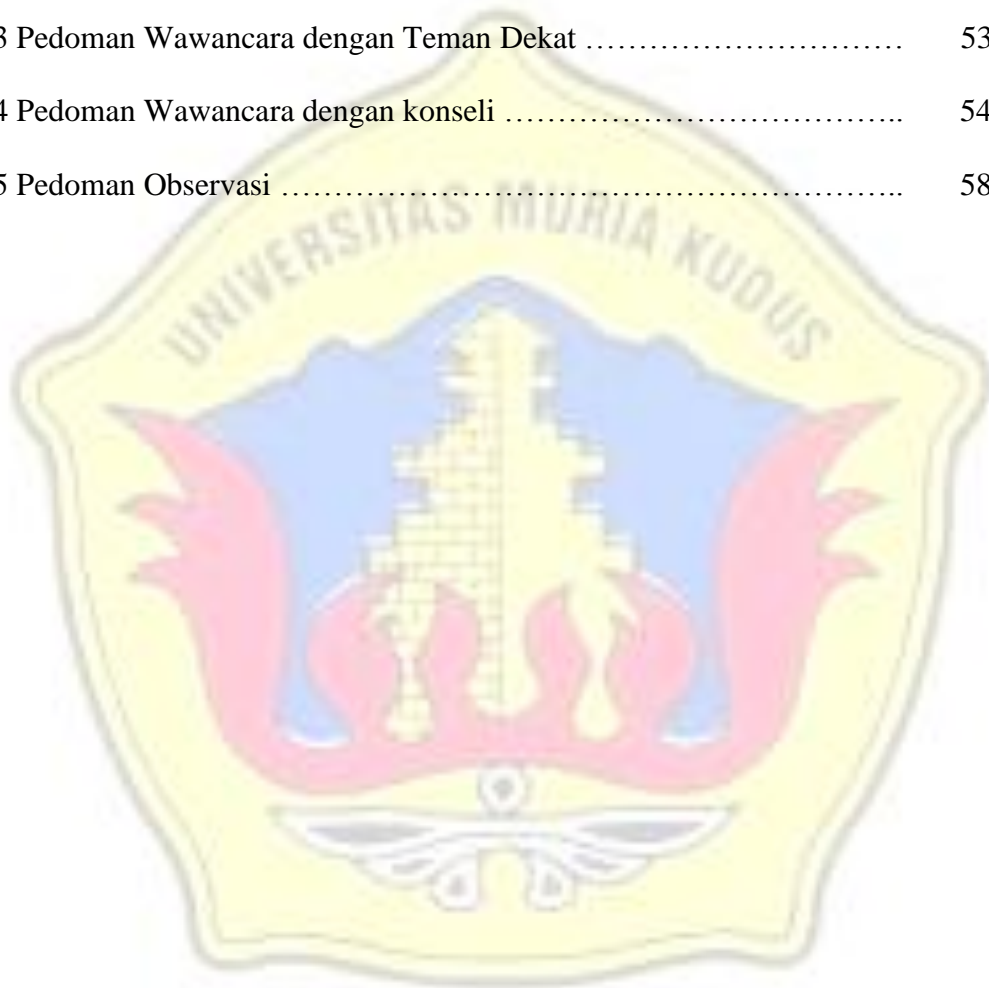 3 Pedoman Wawancara dengan Teman Dekat ………………………… 53
4 Pedoman Wawancara dengan konseli ……………………………….. 54
5 Pedoman Observasi ………………………………………………….. 58
UNIVERSITAS MURIA KUDUS